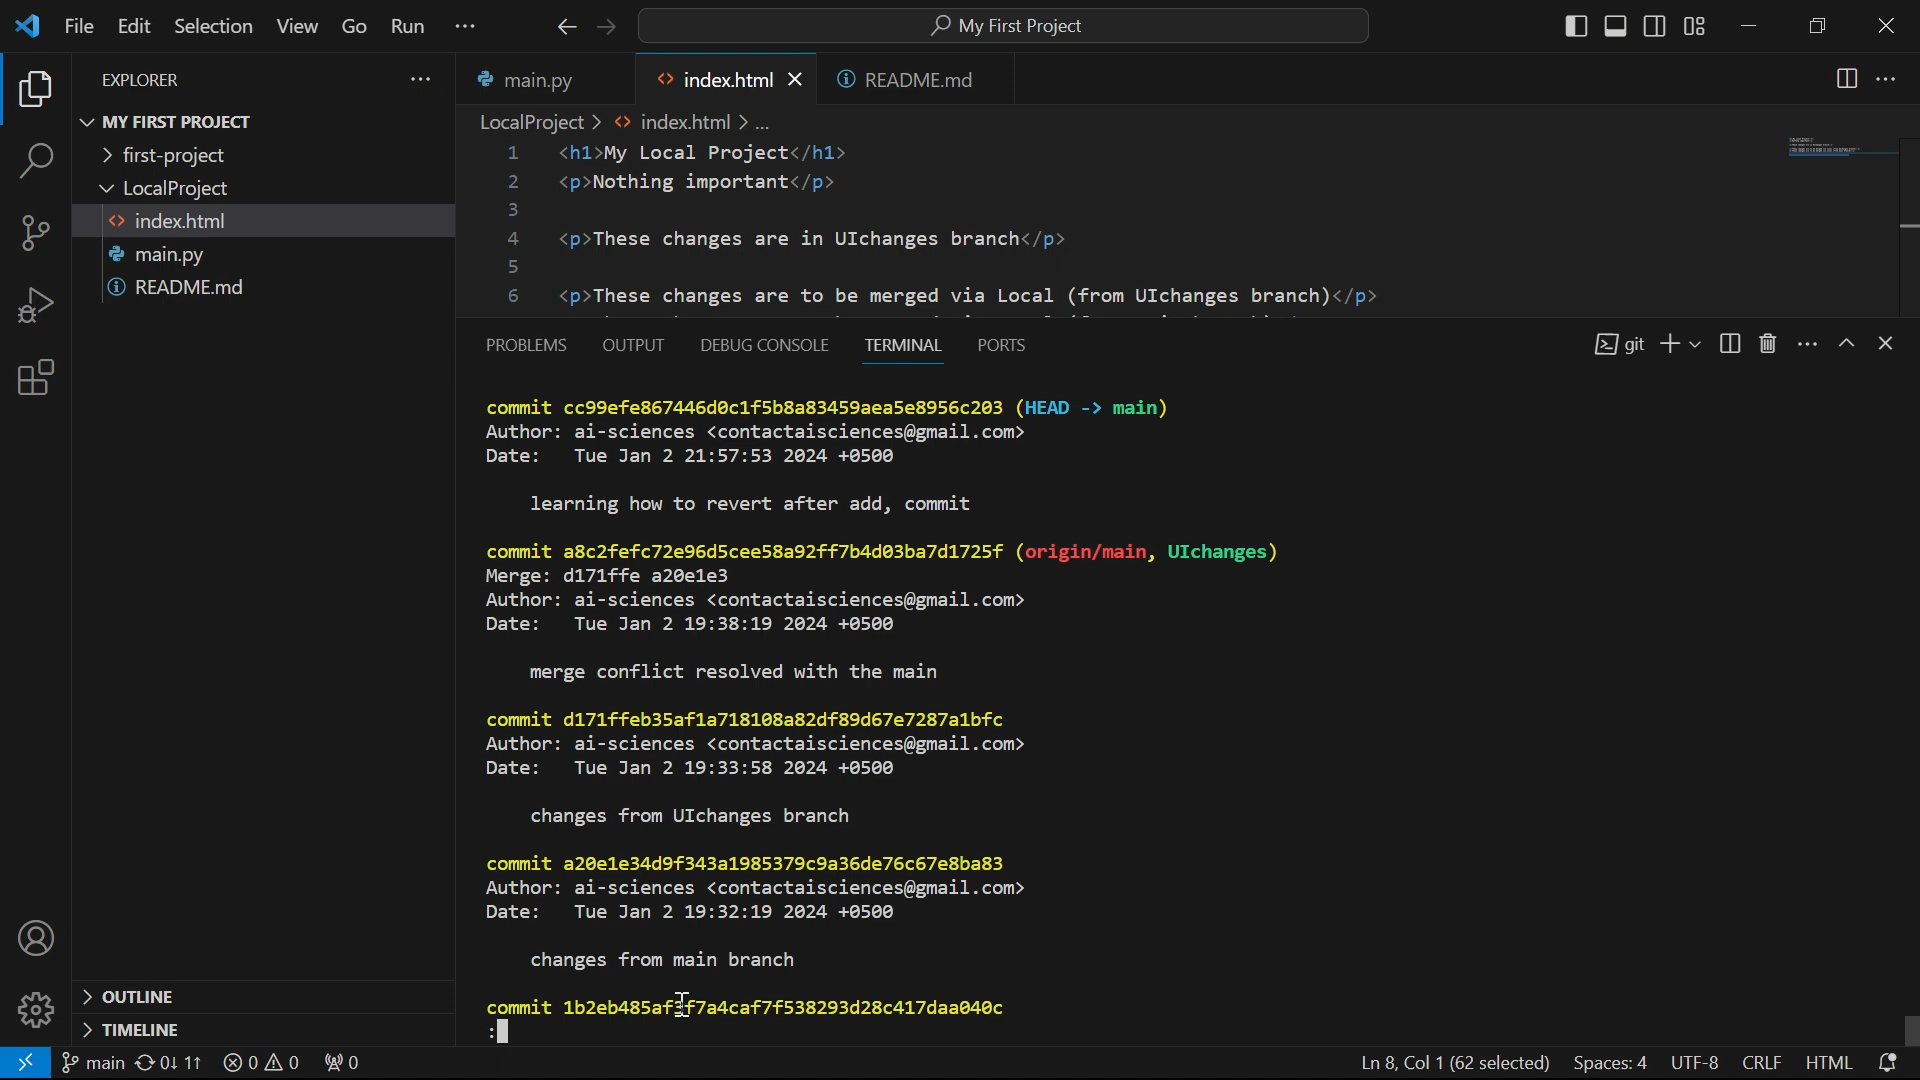 File Edit Selection View Go Run ··· My First Project
EXPLORER ···
MY FIRST PROJECT
first-project
LocalProject
index.html
main.py
README.md
OUTLINE
TIMELINE
main.py index.html README.md
LocalProject > index.html > ...
1 <h1>My Local Project</h1>
2 <p>Nothing important</p>
3
4 <p>These changes are in UIchanges branch</p>
5
6 <p>These changes are to be merged via Local (from UIchanges branch)</p>
PROBLEMS OUTPUT DEBUG CONSOLE TERMINAL PORTS git
commit cc99efe867446d0c1f5b8a83459aea5e8956c203 (HEAD -> main)
Author: ai-sciences <contactaisciences@gmail.com>
Date: Tue Jan 2 21:57:53 2024 +0500
learning how to revert after add, commit
commit a8c2fefc72e96d5cee58a92ff7b4d03ba7d1725f (origin/main, UIchanges)
Merge: d171ffe a20e1e3
Author: ai-sciences <contactaisciences@gmail.com>
Date: Tue Jan 2 19:38:19 2024 +0500
merge conflict resolved with the main
commit d171ffeb35af1a718108a82df89d67e7287a1bfc
Author: ai-sciences <contactaisciences@gmail.com>
Date: Tue Jan 2 19:33:58 2024 +0500
changes from UIchanges branch
commit a20e1e34d9f343a1985379c9a36de76c67e8ba83
Author: ai-sciences <contactaisciences@gmail.com>
Date: Tue Jan 2 19:32:19 2024 +0500
changes from main branch
commit 1b2eb485af3f7a4caf7f538293d28c417daa040c
:
main 0↓ 1↑ 0 0 0 Ln 8, Col 1 (62 selected) Spaces: 4 UTF-8 CRLF HTML